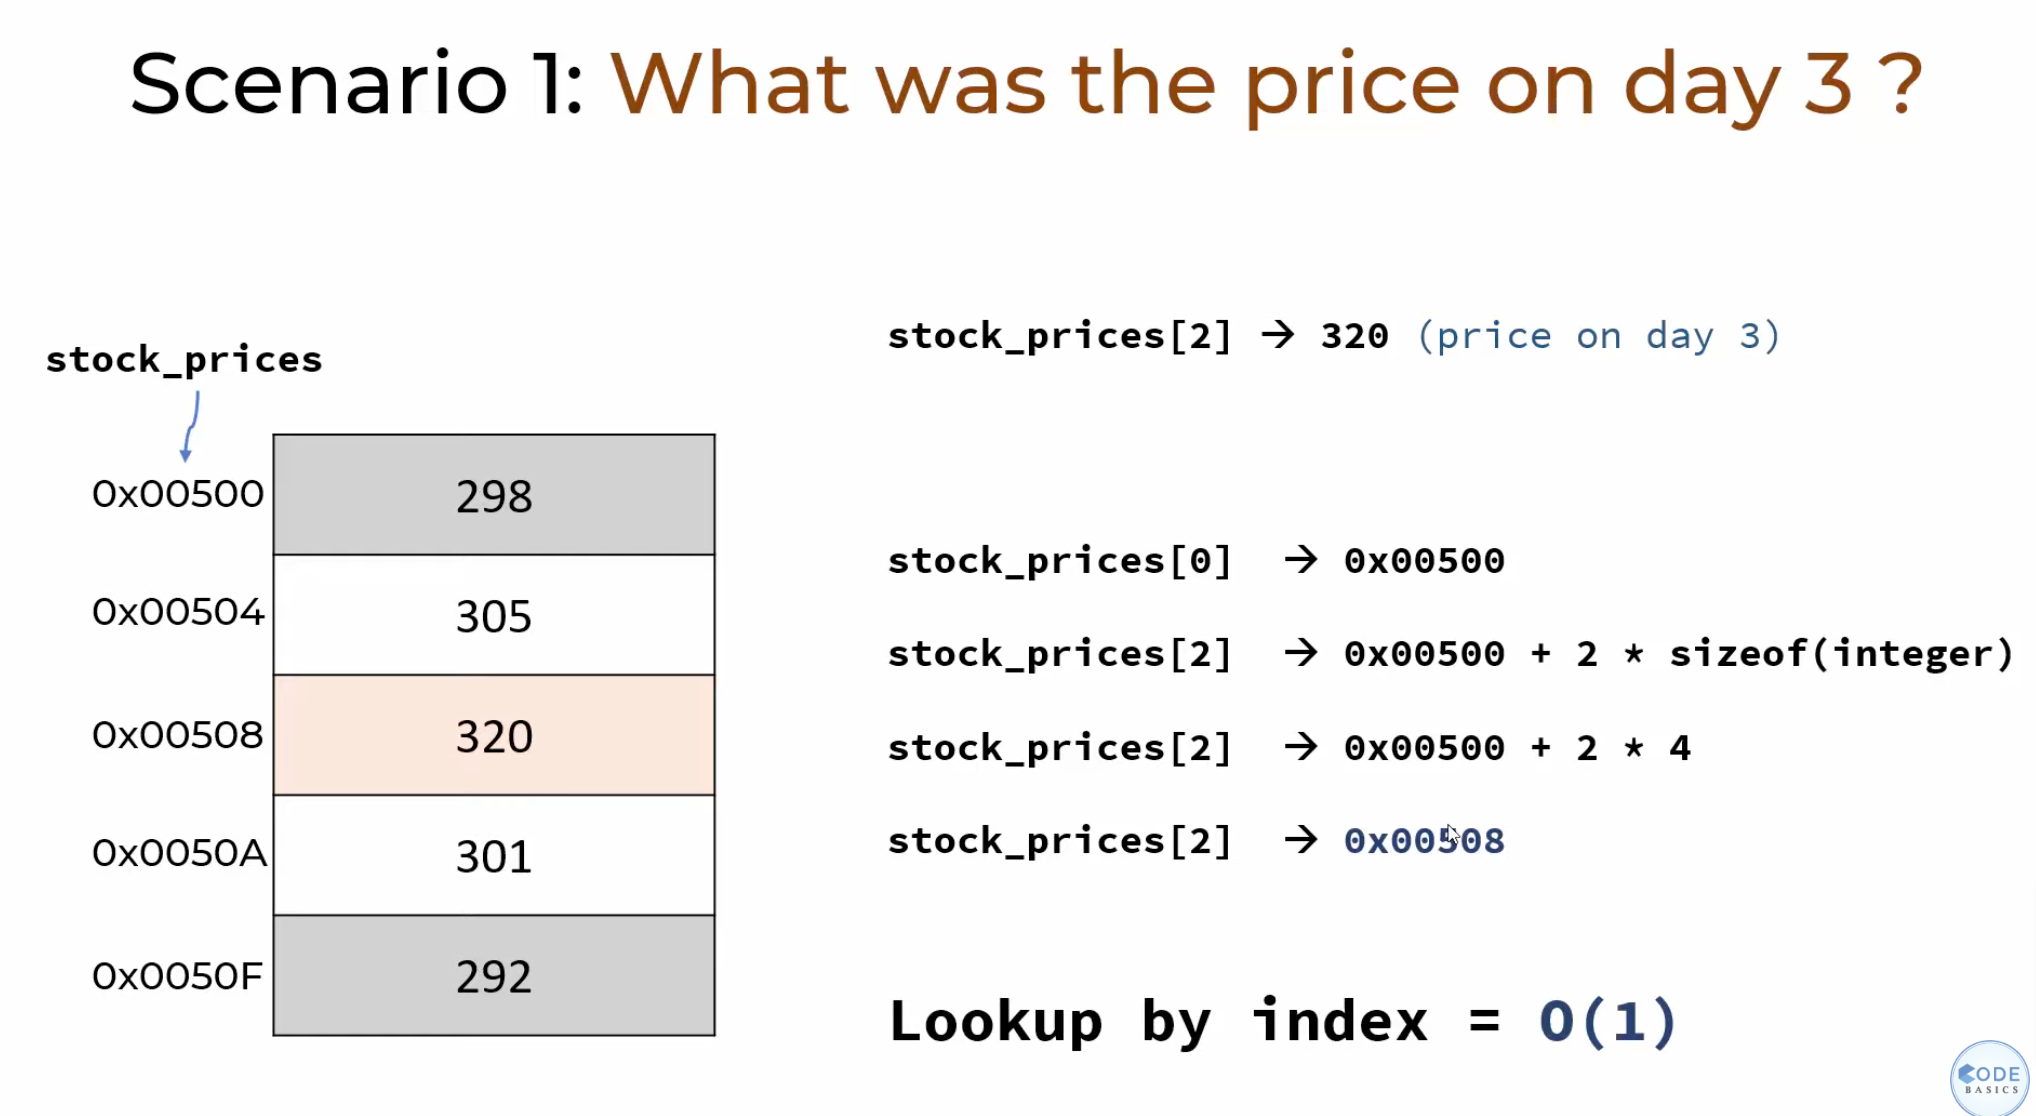 Scenario 1: What was the price on day 3 ?
stock_prices[2] → 320 (price on day 3)
stock_prices
0x00500 298
0x00504 305
0x00508 320
0x0050A 301
0x0050F 292
stock_prices[0] → 0x00500
stock_prices[2] → 0x00500 + 2 * sizeof(integer)
stock_prices[2] → 0x00500 + 2 * 4
stock_prices[2] → 0x00508
Lookup by index = O(1)
CODE
BASICS